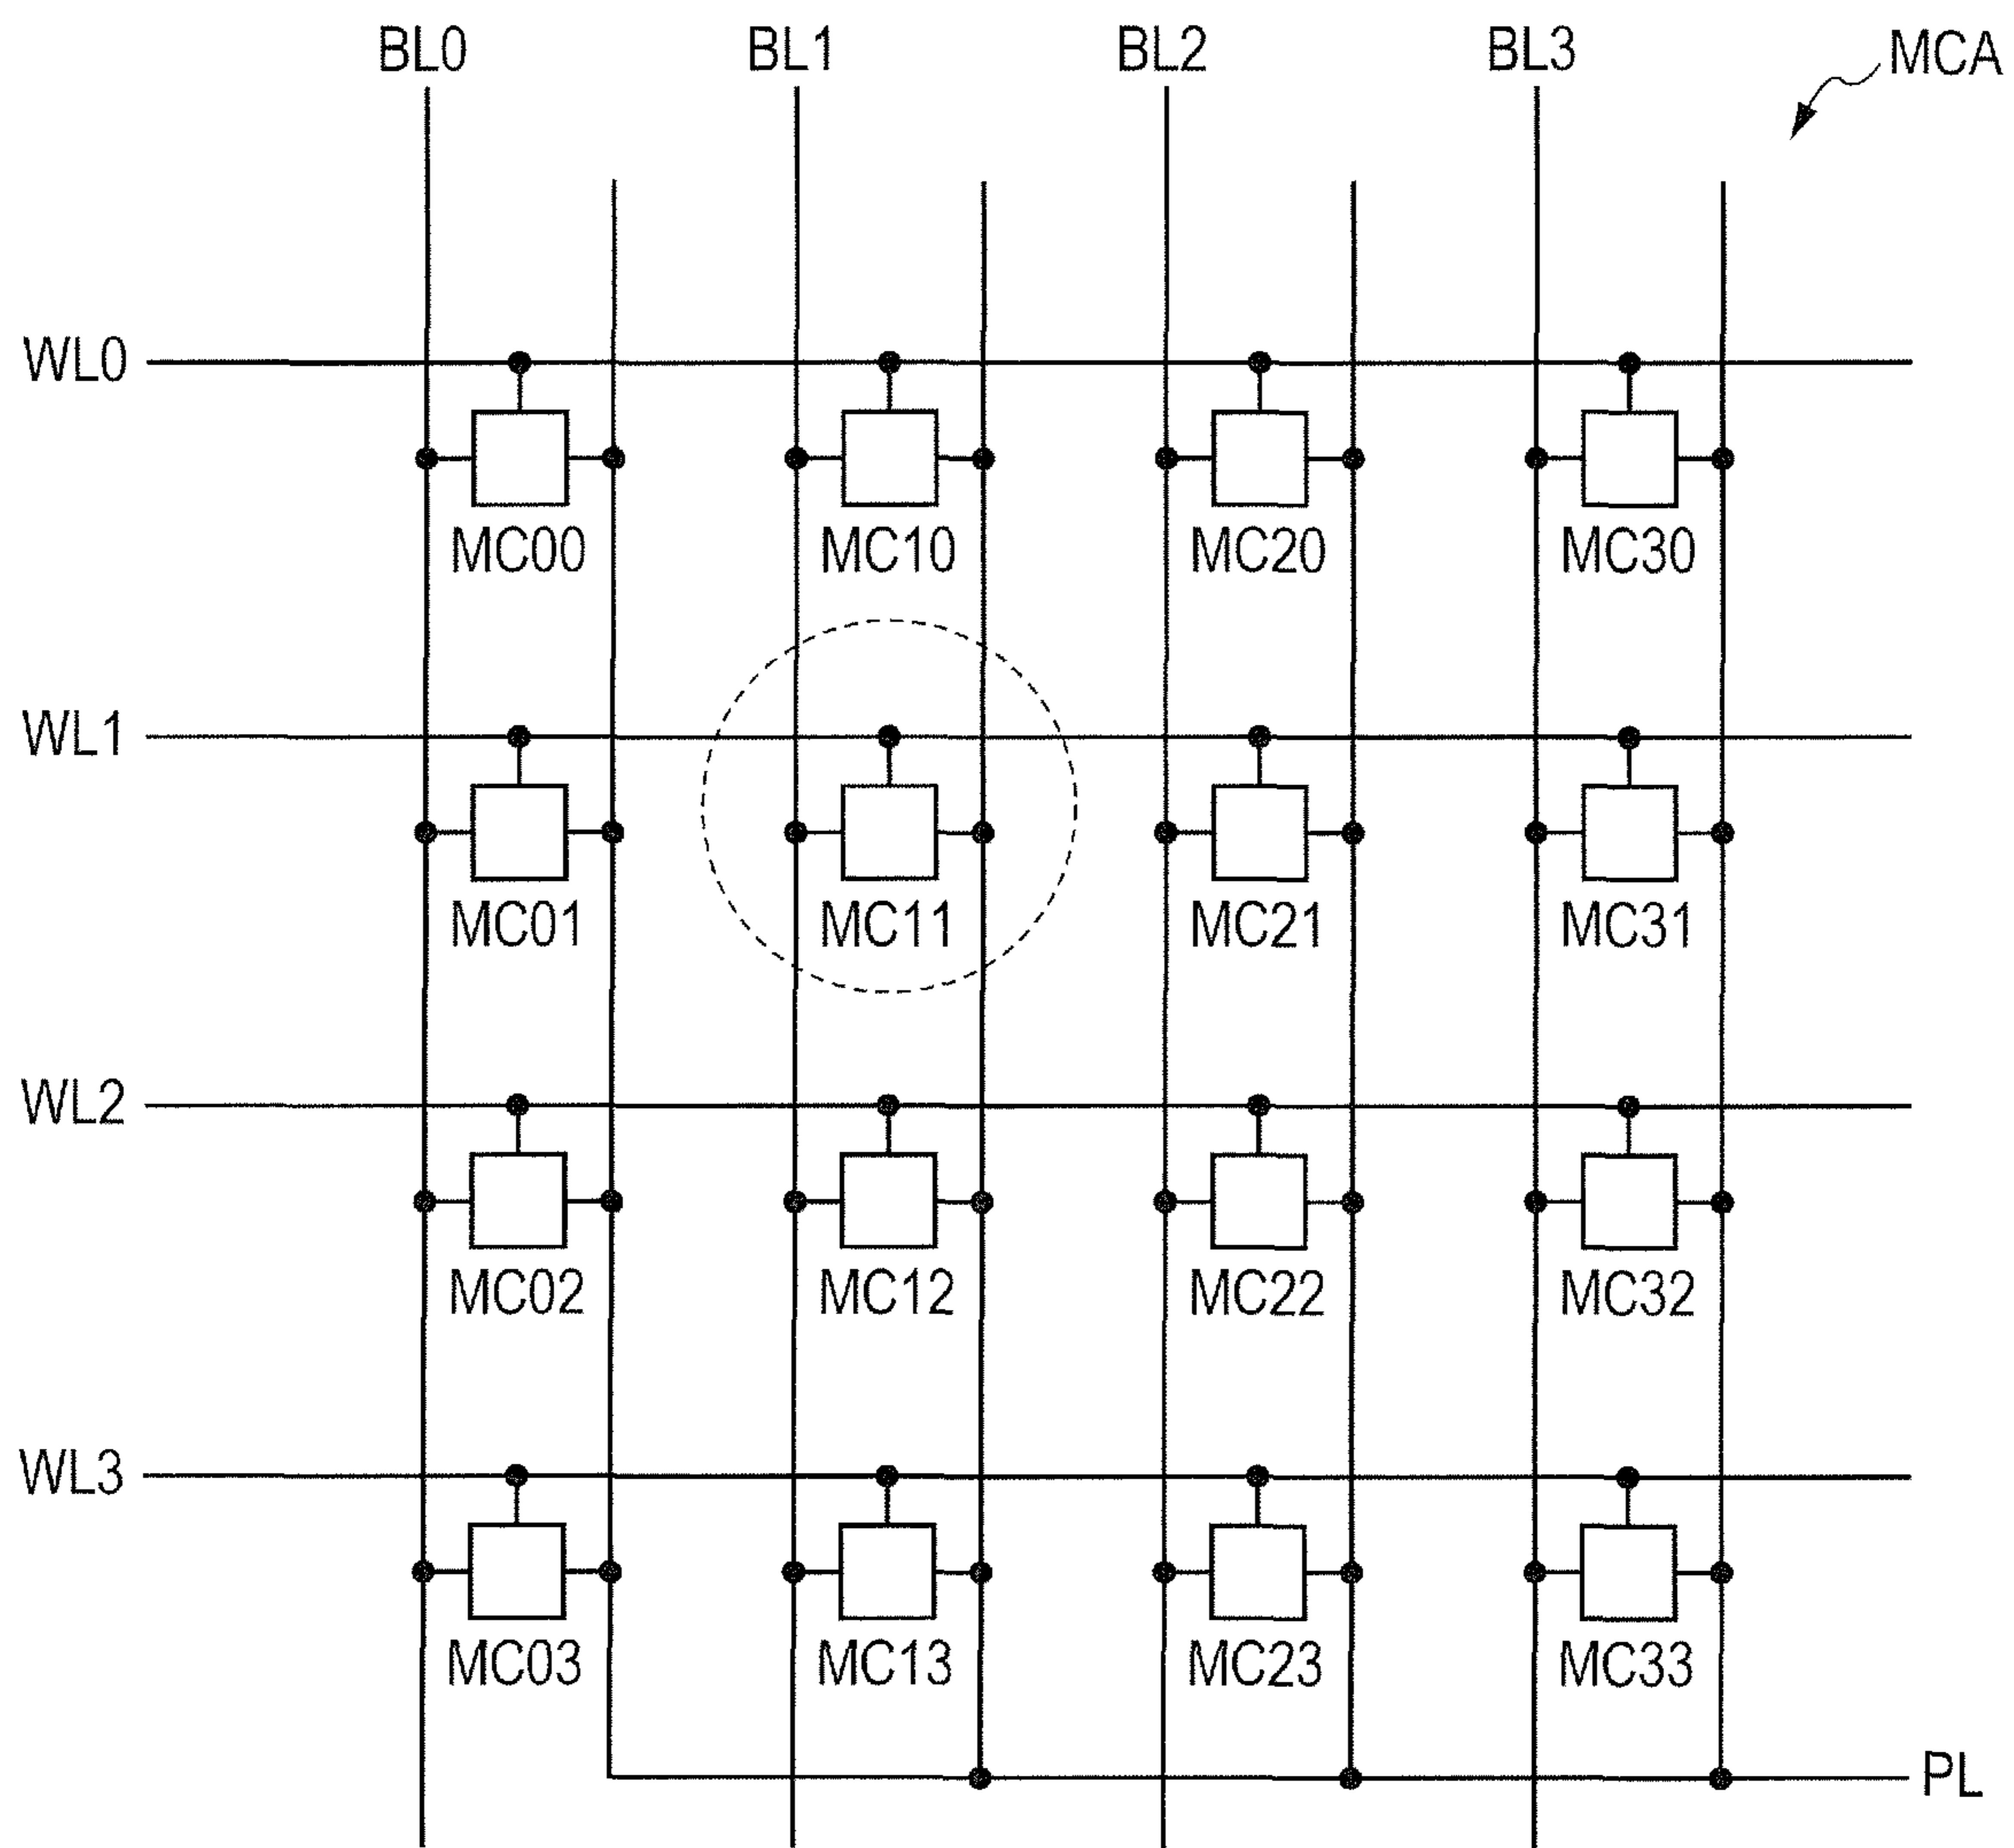 BL0 BL1 BL2 BL3 MCA
WL0
MC00 MC10 MC20 MC30
WL1
MC01 MC11 MC21 MC31
WL2
MC02 MC12 MC22 MC32
WL3
MC03 MC13 MC23 MC33
PL